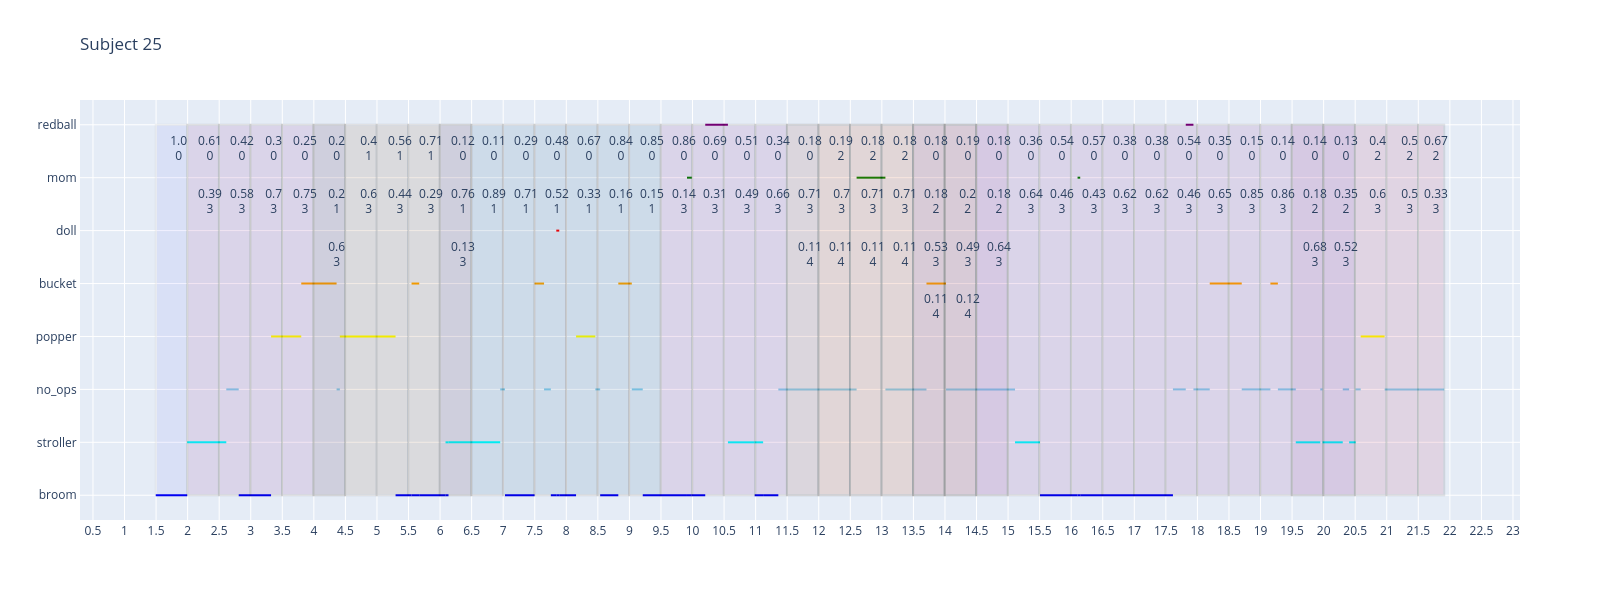 Subject 25
redball
1.0 0.61 0.42 0.3 0.25 0.2 0.4 0.56 0.71 0.12 0.11 0.29 0.48 0.67 0.84 0.85 0.86 0.69 0.51 0.34 0.18 0.19 0.18 0.18 0.18 0.19 0.18 0.36 0.54 0.57 0.38 0.38 0.54 0.35 0.15 0.14 0.14 0.13 0.4 0.5 0.67
0 0 0 0 0 0 1 1 1 0 0 0 0 0 0 0 0 0 0 0 0 2 2 2 0 0 0 0 0 0 0 0 0 0 0 0 0 0 2 2 2
mom
0.39 0.58 0.7 0.75 0.2 0.6 0.44 0.29 0.76 0.89 0.71 0.52 0.33 0.16 0.15 0.14 0.31 0.49 0.66 0.71 0.7 0.71 0.71 0.18 0.2 0.18 0.64 0.46 0.43 0.62 0.62 0.46 0.65 0.85 0.86 0.18 0.35 0.6 0.5 0.33
3 3 3 3 1 3 3 3 1 1 1 1 1 1 1 3 3 3 3 3 3 3 3 2 2 2 3 3 3 3 3 3 3 3 3 2 2 3 3 3
doll
0.6 0.13 0.11 0.11 0.11 0.11 0.53 0.49 0.64 0.68 0.52
3 3 4 4 4 4 3 3 3 3 3
bucket
0.11 0.12
4 4
popper
no_ops
stroller
broom
0.5 1 1.5 2 2.5 3 3.5 4 4.5 5 5.5 6 6.5 7 7.5 8 8.5 9 9.5 10 10.5 11 11.5 12 12.5 13 13.5 14 14.5 15 15.5 16 16.5 17 17.5 18 18.5 19 19.5 20 20.5 21 21.5 22 22.5 23